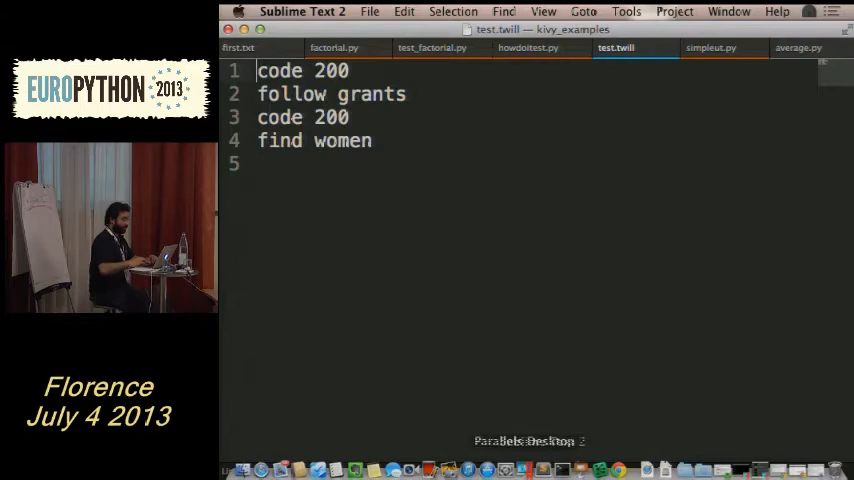 Sublime Text 2 File Edit Selection Find View Goto Tools Project Window Help
test.twill — kivy_examples
first.txt factorial.py test_factorial.py howdoitest.py test.twill simpleut.py average.py
1 code 200
2 follow grants
3 code 200
4 find women
5
EUROPYTHON 2013
Florence
July 4 2013
Parallels Desktop